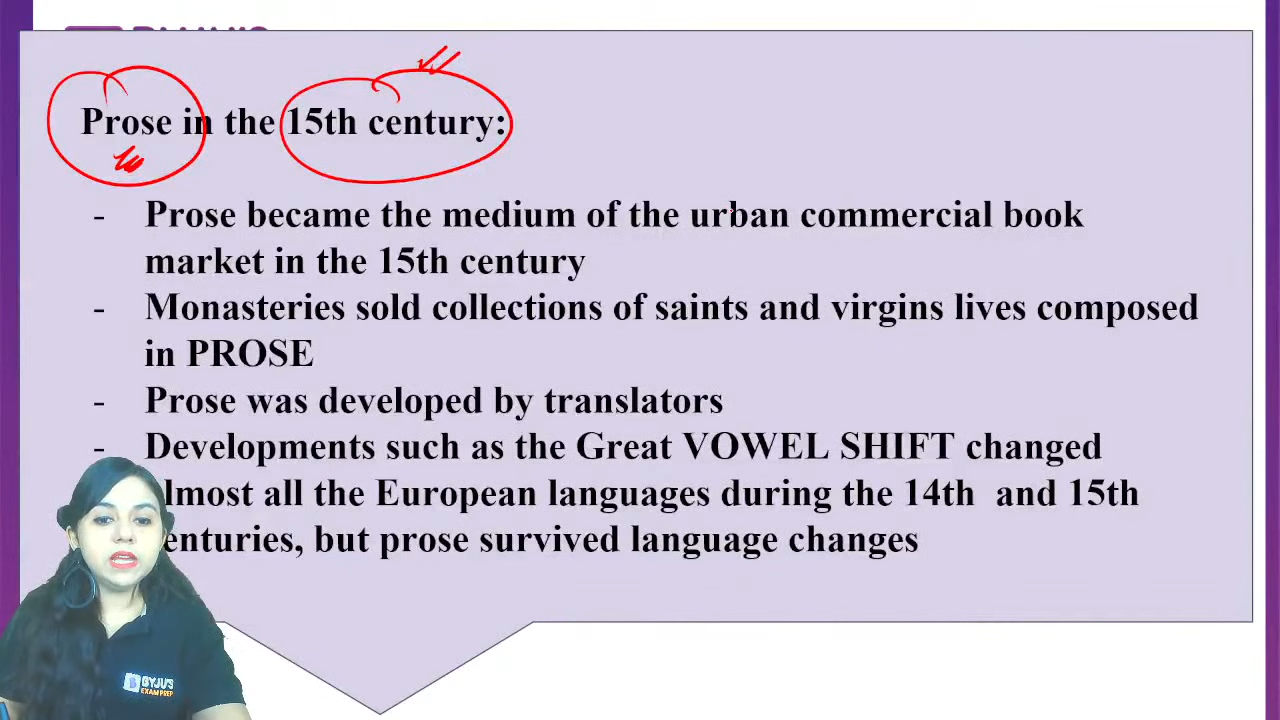 Prose in the 15th century:
- Prose became the medium of the urban commercial book
market in the 15th century
- Monasteries sold collections of saints and virgins lives composed
in PROSE
- Prose was developed by translators
- Developments such as the Great VOWEL SHIFT changed
lmost all the European languages during the 14th and 15th
enturies, but prose survived language changes
BYJU'S
EXAM PREP